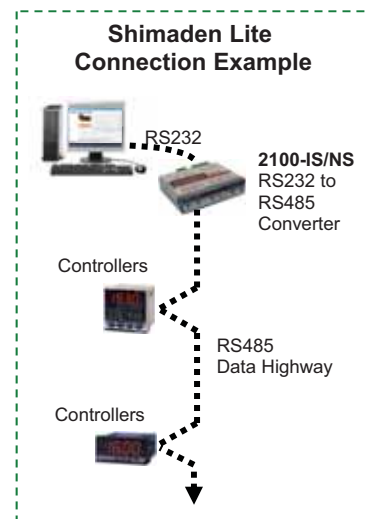 Shimaden Lite
Connection Example
RS232
2100-IS/NS
RS232 to
RS485
Converter
Controllers
RS485
Data Highway
Controllers